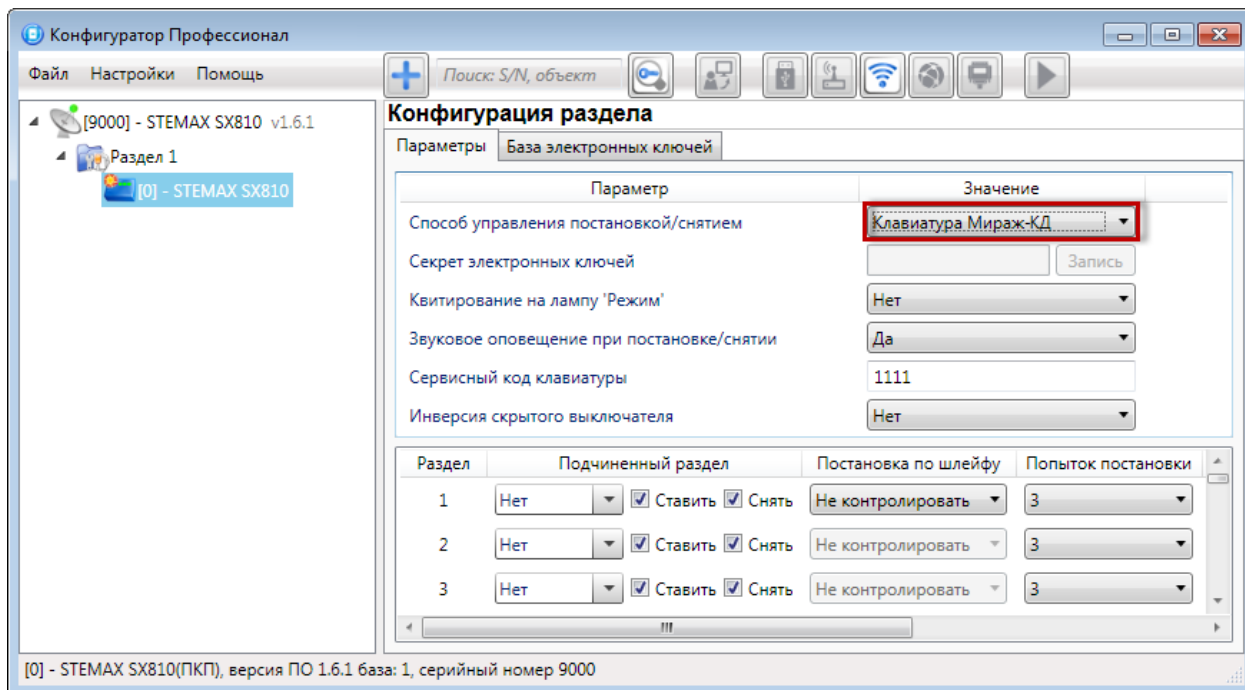 Конфигуратор Профессионал
Файл Настройки Помощь
Поиск: S/N, объект
[9000] - STEMAX SX810 v1.6.1
Раздел 1
[0] - STEMAX SX810
Конфигурация раздела
Параметры База электронных ключей
Параметр Значение
Способ управления постановкой/снятием Клавиатура Мираж-КД
Секрет электронных ключей Запись
Квитирование на лампу 'Режим' Нет
Звуковое оповещение при постановке/снятии Да
Сервисный код клавиатуры 1111
Инверсия скрытого выключателя Нет
Раздел Подчиненный раздел Постановка по шлейфу Попыток постановки
1 Нет Ставить Снять Не контролировать 3
2 Нет Ставить Снять Не контролировать 3
3 Нет Ставить Снять Не контролировать 3
[0] - STEMAX SX810(ПКП), версия ПО 1.6.1 база: 1, серийный номер 9000